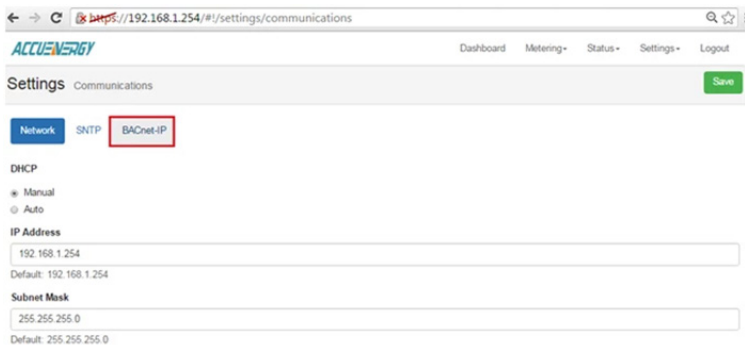 https://192.168.1.254/#!/settings/communications
ACCUENERGY Dashboard Metering Status Settings Logout
Settings Communications Save
Network SNTP BACnet-IP
DHCP
Manual
Auto
IP Address
192.168.1.254
Default: 192.168.1.254
Subnet Mask
255.255.255.0
Default: 255.255.255.0